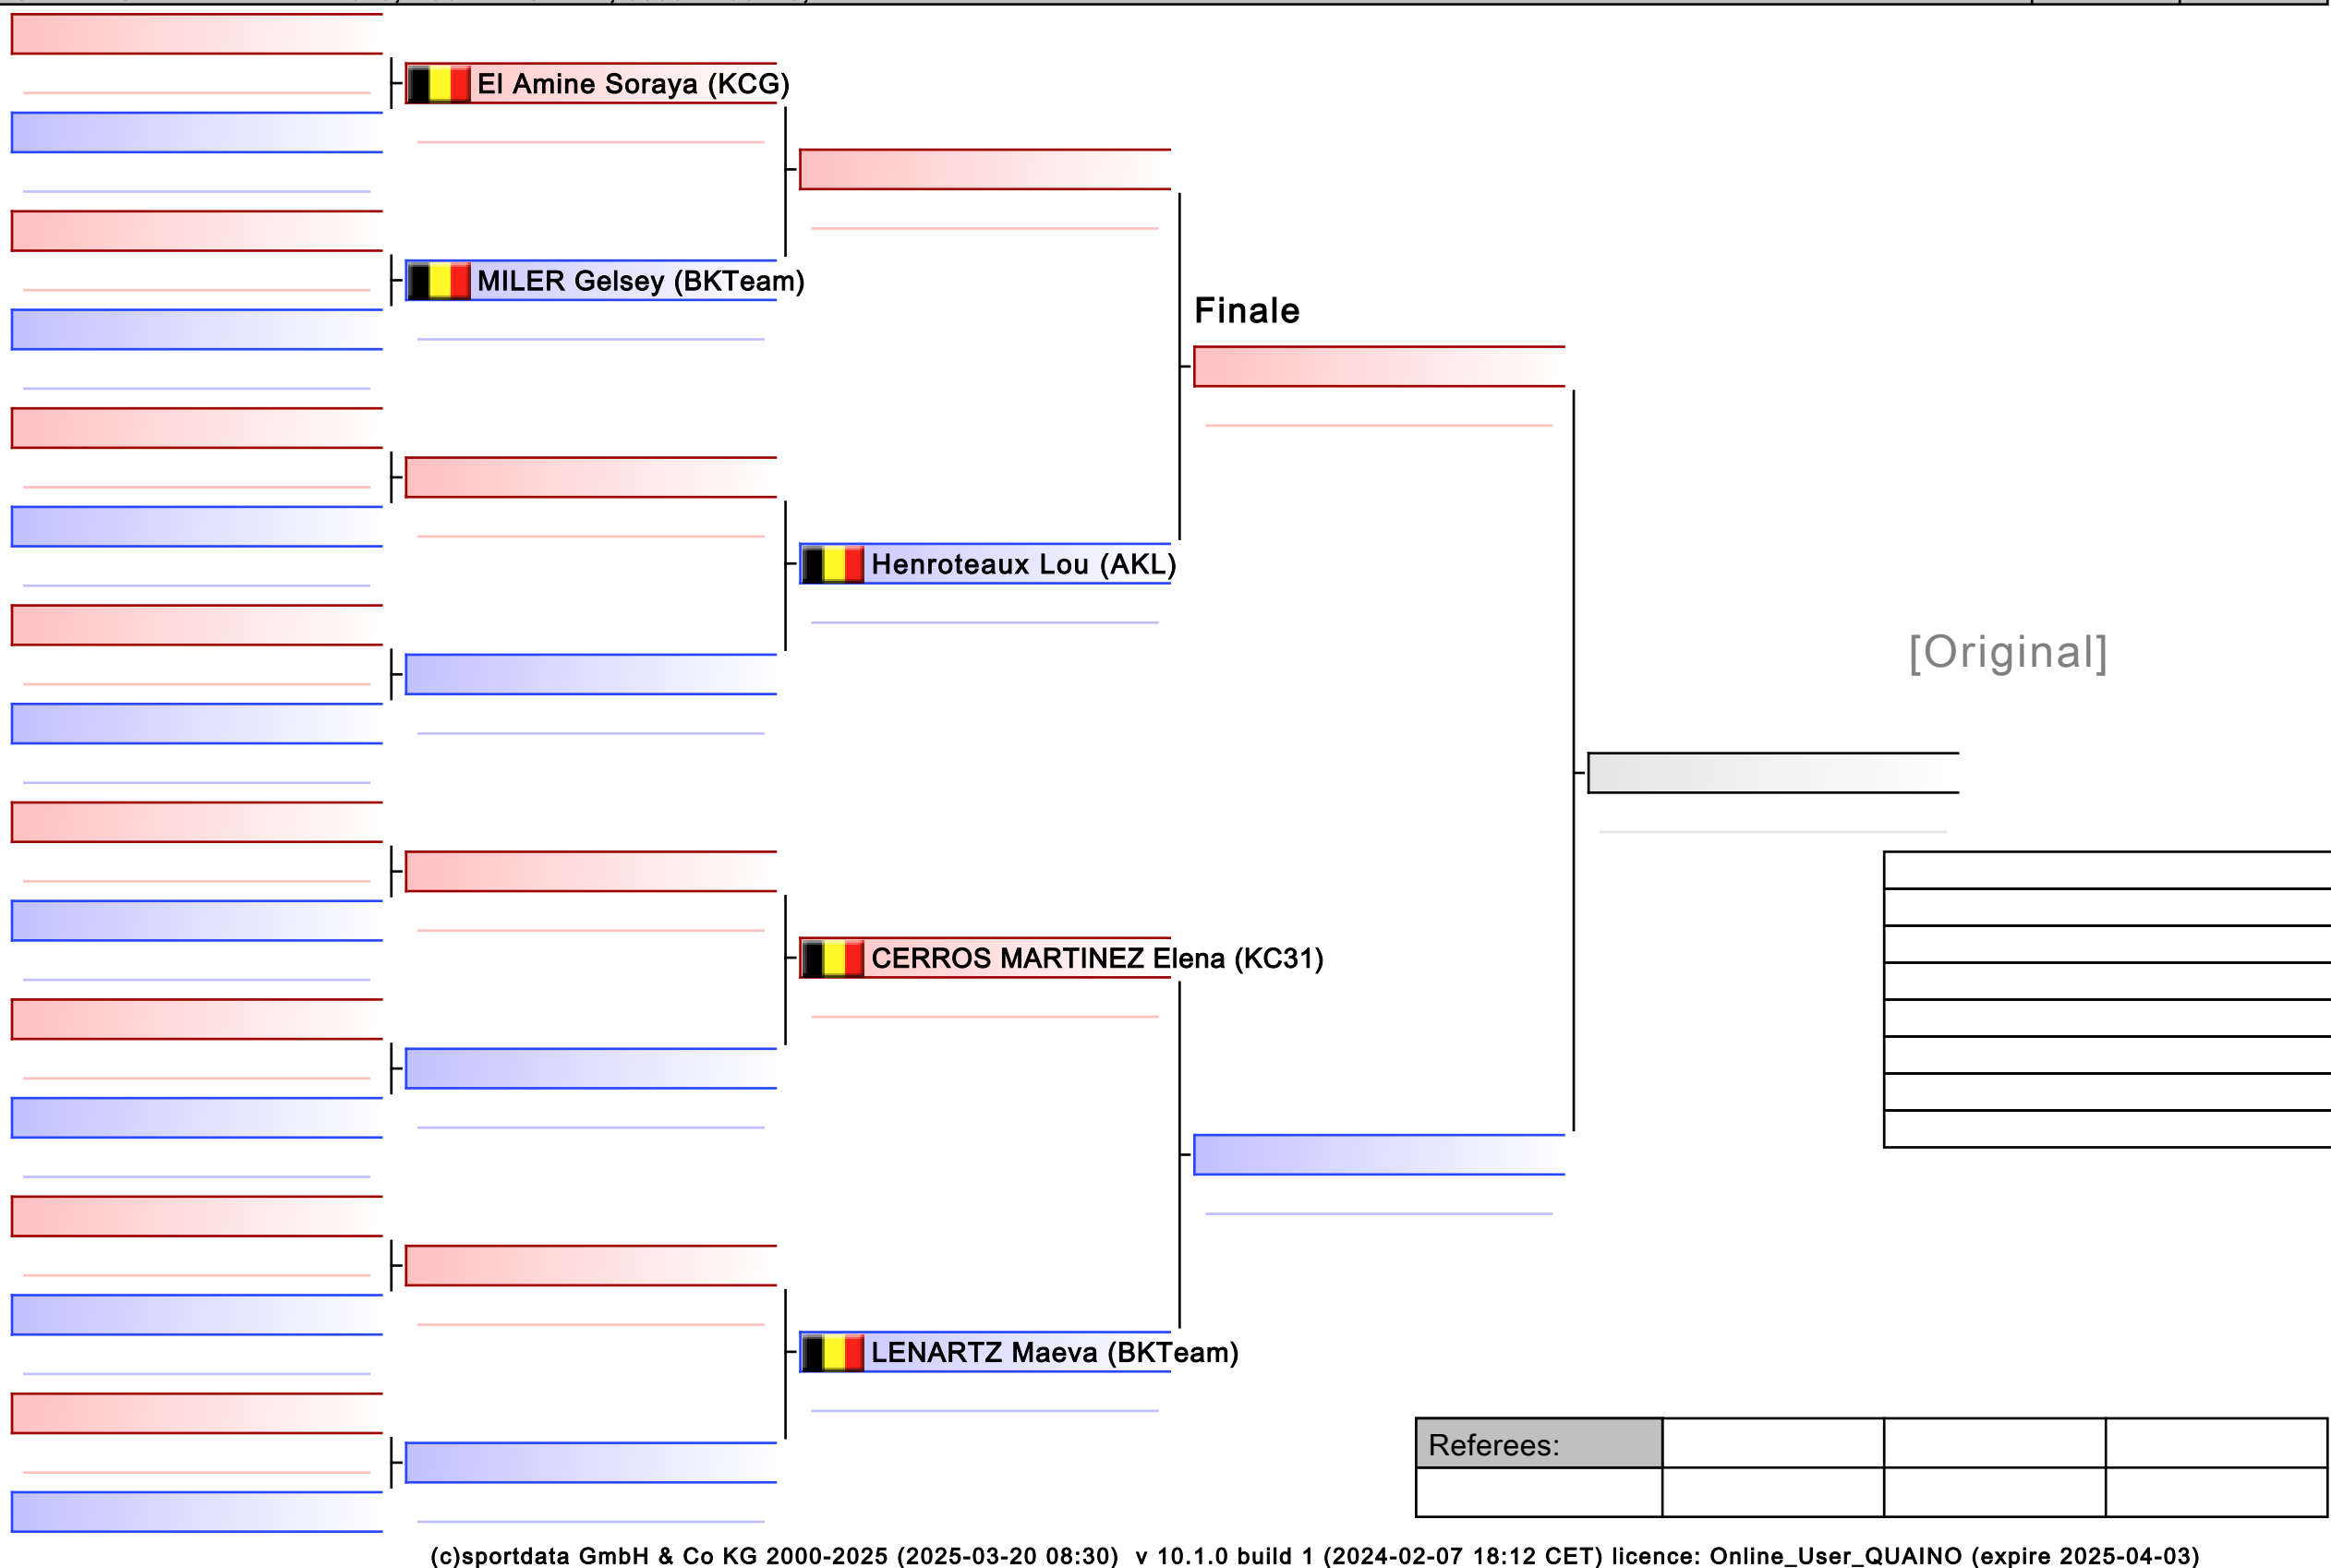 El Amine Soraya (KCG)
MILER Gelsey (BKTeam)
Finale
Henroteaux Lou (AKL)
[Original]
CERROS MARTINEZ Elena (KC31)
LENARTZ Maeva (BKTeam)
Referees:
(c)sportdata GmbH & Co KG 2000-2025 (2025-03-20 08:30) v 10.1.0 build 1 (2024-02-07 18:12 CET) licence: Online_User_QUAINO (expire 2025-04-03)